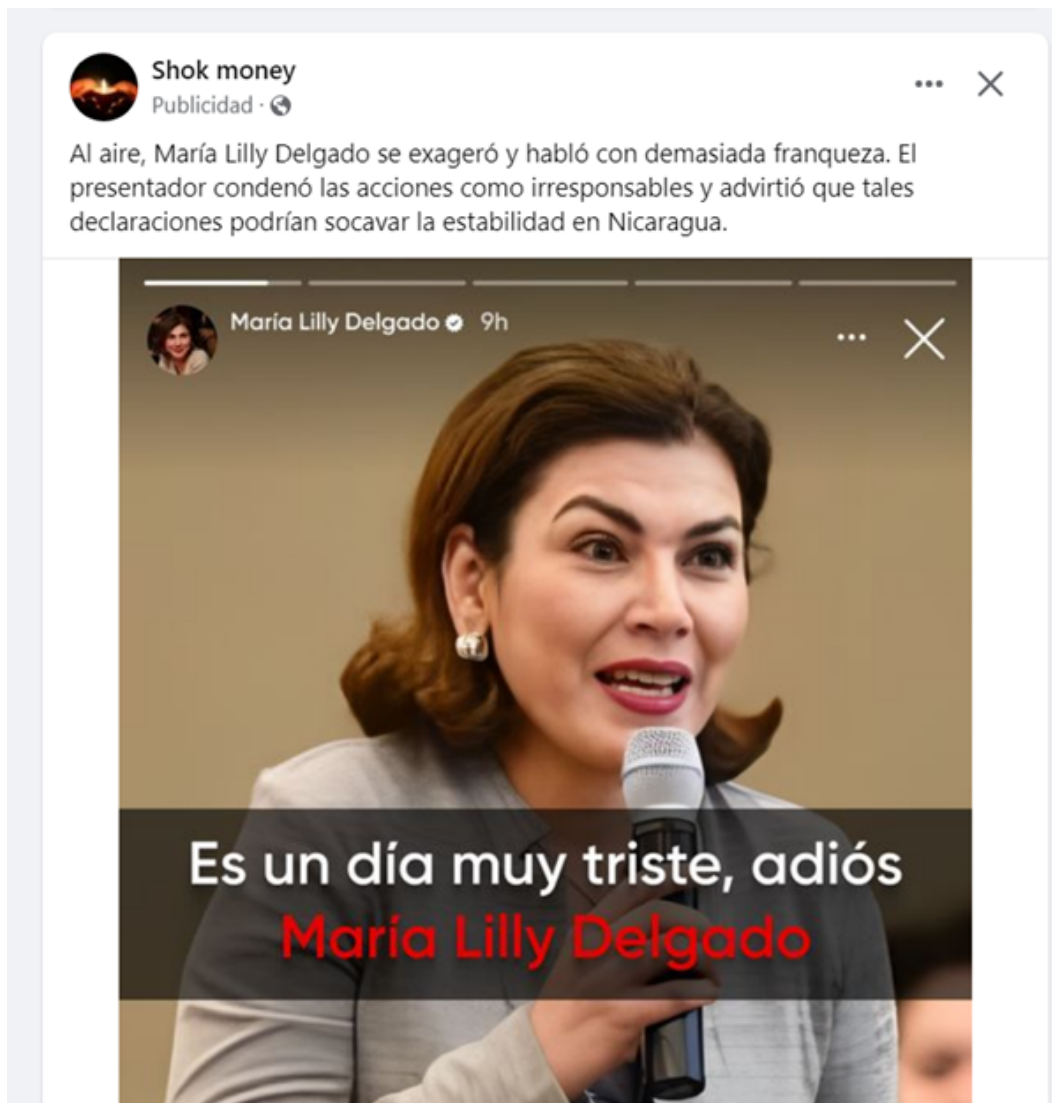 Shok money
Publicidad ·
Al aire, María Lilly Delgado se exageró y habló con demasiada franqueza. El
presentador condenó las acciones como irresponsables y advirtió que tales
declaraciones podrían socavar la estabilidad en Nicaragua.
María Lilly Delgado 9h
Es un día muy triste, adiós
María Lilly Delgado